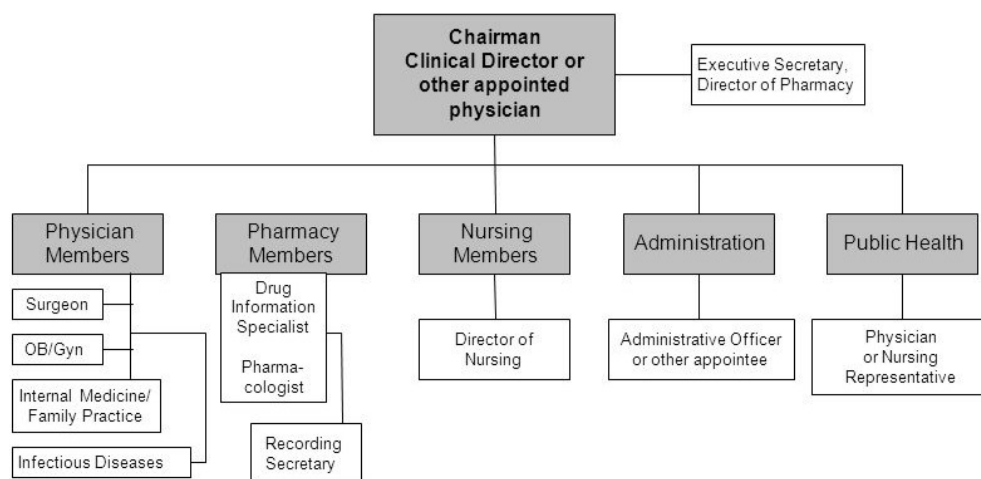 Chairman
Clinical Director or
other appointed
physician
Executive Secretary,
Director of Pharmacy
Physician
Members
Pharmacy
Members
Nursing
Members
Administration
Public Health
Surgeon
OB/Gyn
Internal Medicine/
Family Practice
Infectious Diseases
Drug
Information
Specialist
Pharma-
cologist
Recording
Secretary
Director of
Nursing
Administrative Officer
or other appointee
Physician
or Nursing
Representative